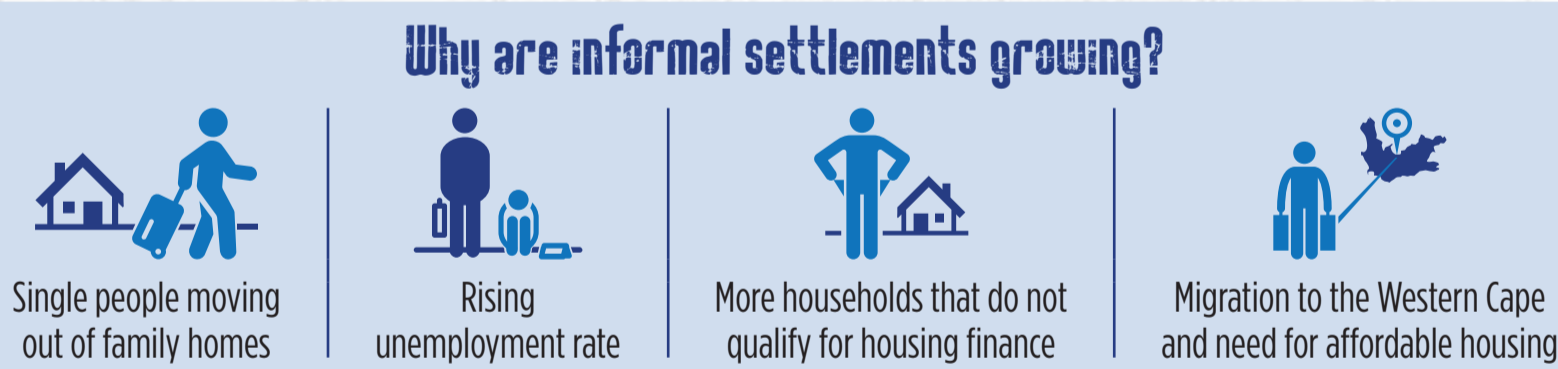 Why are informal settlements growing?
Single people moving
out of family homes
Rising
unemployment rate
More households that do not
qualify for housing finance
Migration to the Western Cape
and need for affordable housing